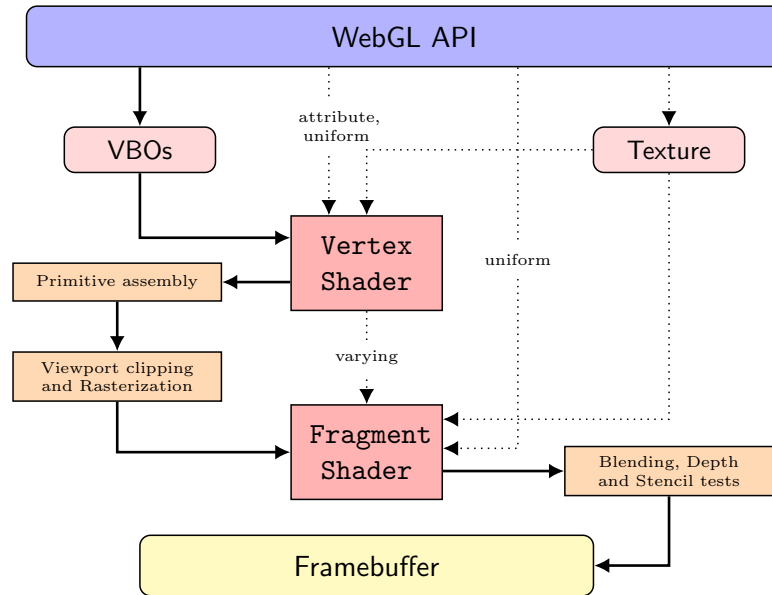 WebGL API
attribute,
uniform
VBOs
Texture
Vertex
Shader
uniform
Primitive assembly
varying
Viewport clipping
and Rasterization
Fragment
Shader
Blending, Depth
and Stencil tests
Framebuffer